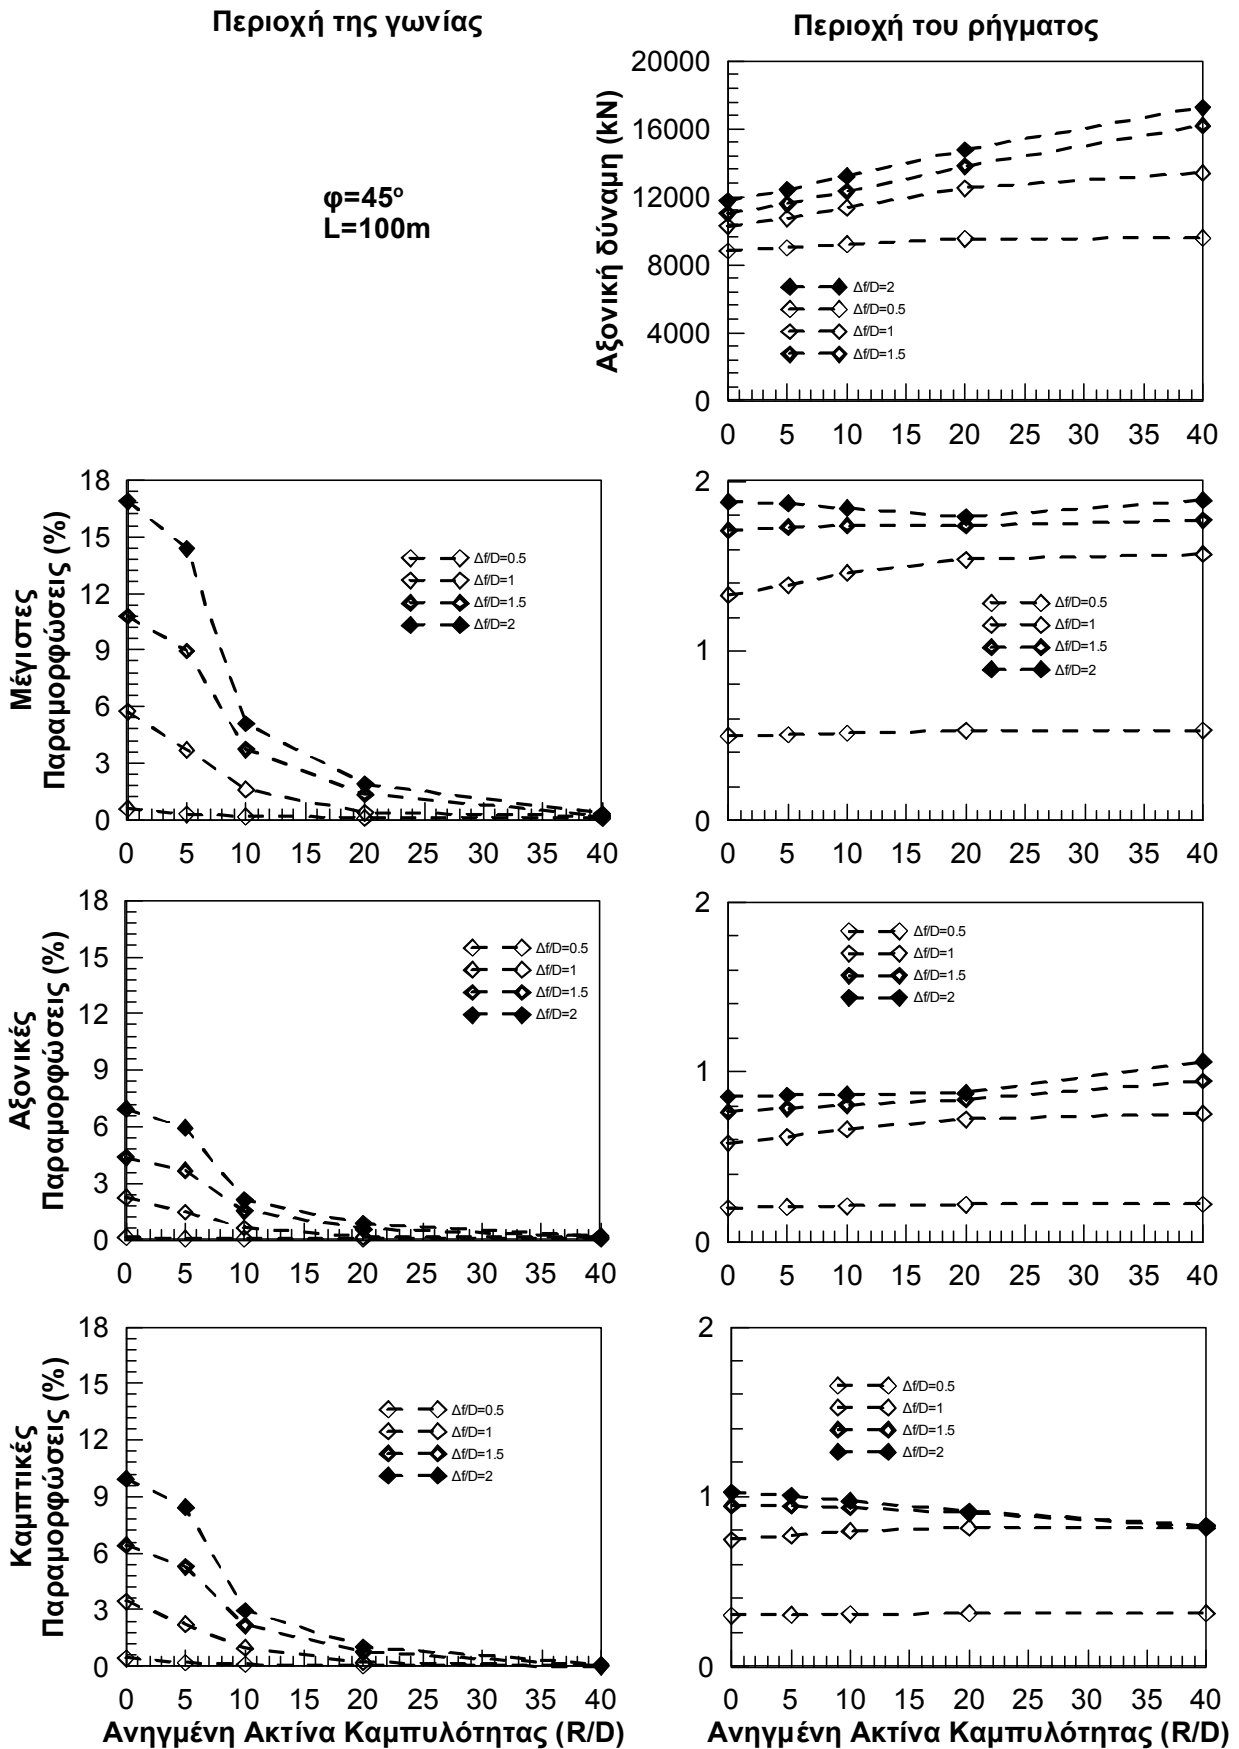 Περιοχή της γωνίας
Περιοχή του ρήγματος
φ=45º
L=100m
Αξονική δύναμη (kN)
20000
16000
12000
8000
4000
0
Δf/D=2
Δf/D=0.5
Δf/D=1
Δf/D=1.5
0 5 10 15 20 25 30 35 40
Μέγιστες
Παραμορφώσεις (%)
18
15
12
9
6
3
0
Δf/D=0.5
Δf/D=1
Δf/D=1.5
Δf/D=2
0 5 10 15 20 25 30 35 40
2
1
0
Δf/D=0.5
Δf/D=1
Δf/D=1.5
Δf/D=2
0 5 10 15 20 25 30 35 40
Αξονικές
Παραμορφώσεις (%)
18
15
12
9
6
3
0
Δf/D=0.5
Δf/D=1
Δf/D=1.5
Δf/D=2
0 5 10 15 20 25 30 35 40
2
1
0
Δf/D=0.5
Δf/D=1
Δf/D=1.5
Δf/D=2
0 5 10 15 20 25 30 35 40
Καμπτικές
Παραμορφώσεις (%)
18
15
12
9
6
3
0
Δf/D=0.5
Δf/D=1
Δf/D=1.5
Δf/D=2
0 5 10 15 20 25 30 35 40
Ανηγμένη Ακτίνα Καμπυλότητας (R/D)
2
1
0
Δf/D=0.5
Δf/D=1
Δf/D=1.5
Δf/D=2
0 5 10 15 20 25 30 35 40
Ανηγμένη Ακτίνα Καμπυλότητας (R/D)